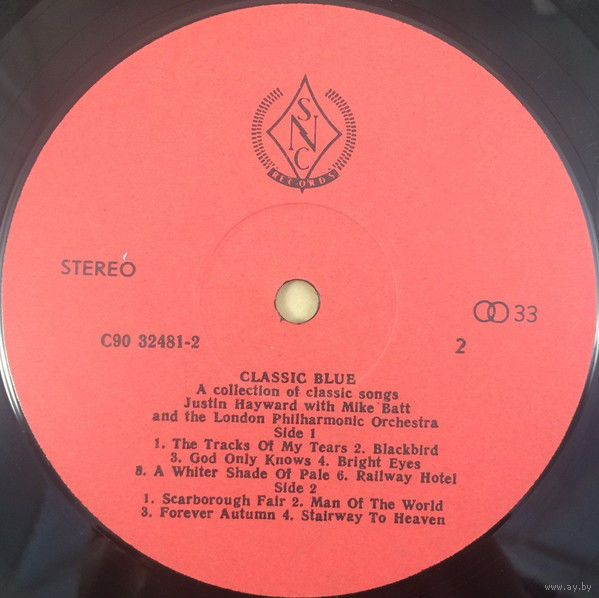 SNC
RECORDS
STEREO
33
C90 32481-2
2
CLASSIC BLUE
A collection of classic songs
Justin Hayward with Mike Batt
and the London Philharmonic Orchestra
Side 1
1. The Tracks Of My Tears 2. Blackbird
3. God Only Knows 4. Bright Eyes
8. A Whiter Shade Of Pale 6. Railway Hotel
Side 2
1. Scarborough Fair 2. Man Of The World
3. Forever Autumn 4. Stairway To Heaven
www.ay.by